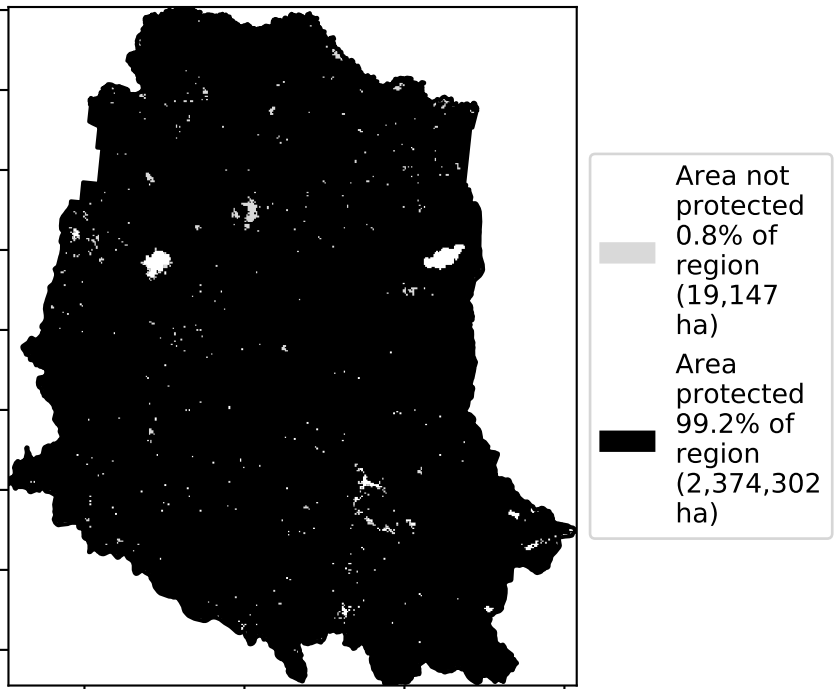 Area not
protected
0.8% of
region
(19,147
ha)
Area
protected
99.2% of
region
(2,374,302
ha)